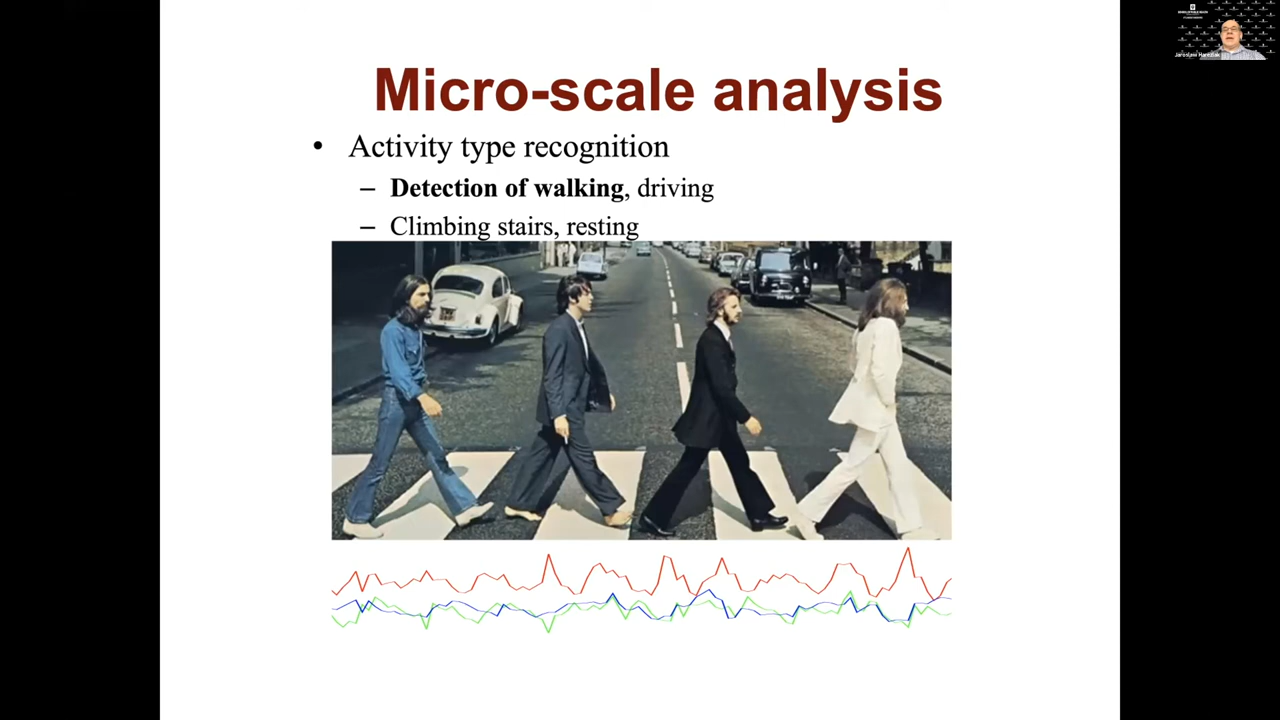 Micro-scale analysis
• Activity type recognition
– Detection of walking, driving
– Climbing stairs, resting